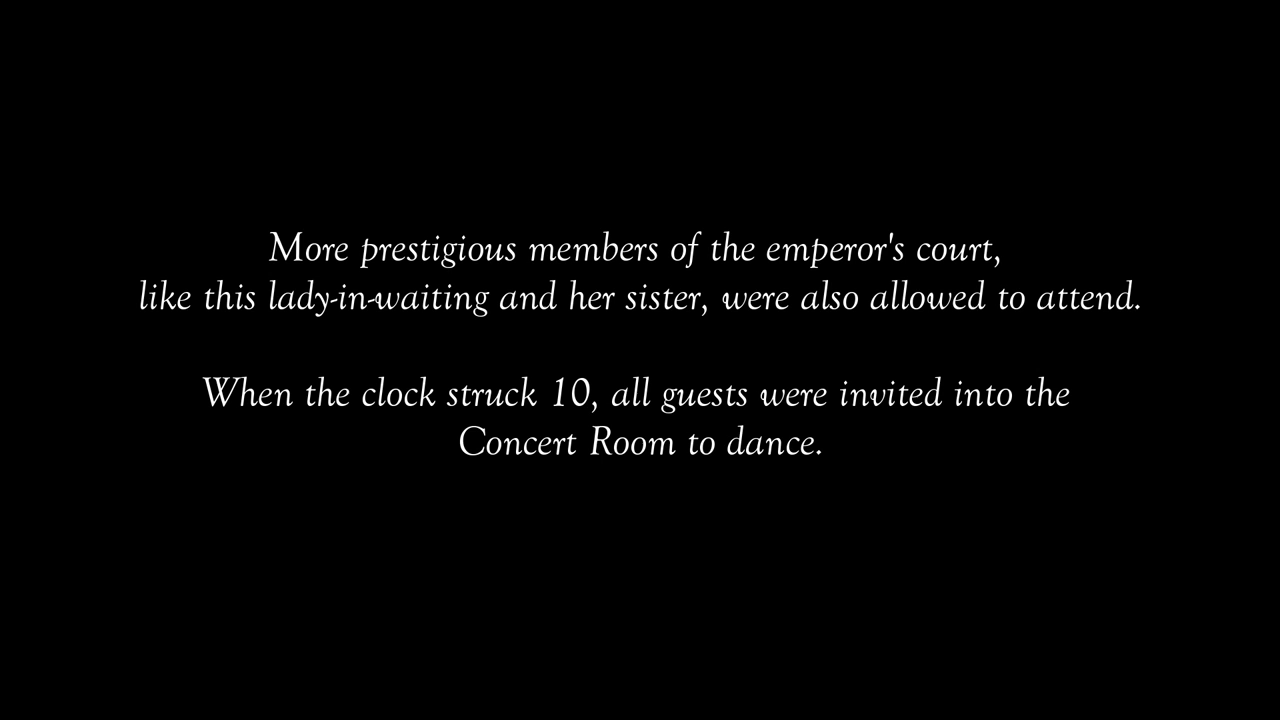 More prestigious members of the emperor's court,
like this lady-in-waiting and her sister, were also allowed to attend.
When the clock struck 10, all guests were invited into the
Concert Room to dance.